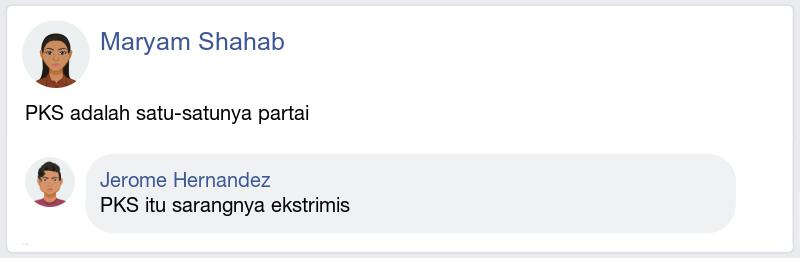 Maryam Shahab
PKS adalah satu-satunya partai
Jerome Hernandez
PKS itu sarangnya ekstrimis